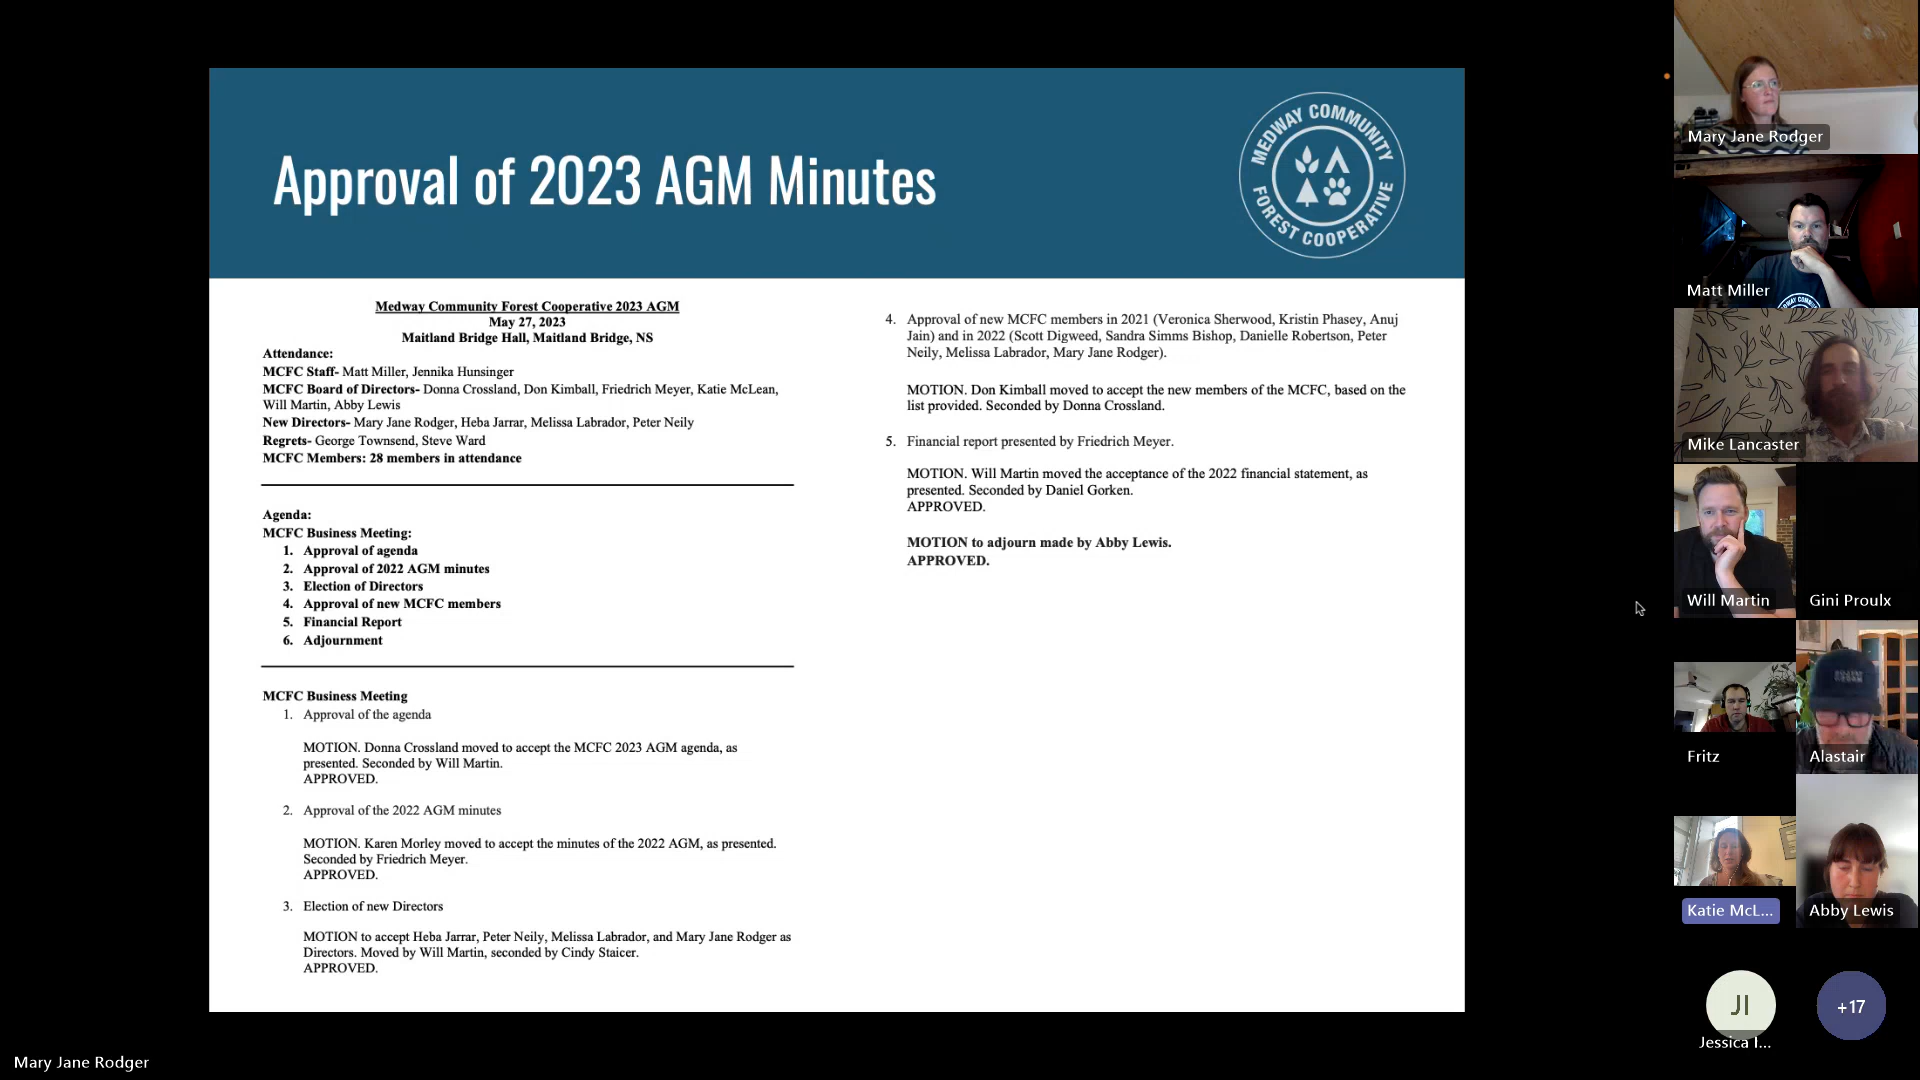 Approval of 2023 AGM Minutes
MEDWAY COMMUNITY
FOREST COOPERATIVE
Medway Community Forest Cooperative 2023 AGM
May 27, 2023
Maitland Bridge Hall, Maitland Bridge, NS
Attendance:
MCFC Staff- Matt Miller, Jennika Hunsinger
MCFC Board of Directors- Donna Crossland, Don Kimball, Friedrich Meyer, Katie McLean,
Will Martin, Abby Lewis
New Directors- Mary Jane Rodger, Heba Jarrar, Melissa Labrador, Peter Neily
Regrets- George Townsend, Steve Ward
MCFC Members: 28 members in attendance
Agenda:
MCFC Business Meeting:
1. Approval of agenda
2. Approval of 2022 AGM minutes
3. Election of Directors
4. Approval of new MCFC members
5. Financial Report
6. Adjournment
MCFC Business Meeting
1. Approval of the agenda
MOTION. Donna Crossland moved to accept the MCFC 2023 AGM agenda, as
presented. Seconded by Will Martin.
APPROVED.
2. Approval of the 2022 AGM minutes
MOTION. Karen Morley moved to accept the minutes of the 2022 AGM, as presented.
Seconded by Friedrich Meyer.
APPROVED.
3. Election of new Directors
MOTION to accept Heba Jarrar, Peter Neily, Melissa Labrador, and Mary Jane Rodger as
Directors. Moved by Will Martin, seconded by Cindy Staicer.
APPROVED.
4. Approval of new MCFC members in 2021 (Veronica Sherwood, Kristin Phasey, Anuj
Jain) and in 2022 (Scott Digweed, Sandra Simms Bishop, Danielle Robertson, Peter
Neily, Melissa Labrador, Mary Jane Rodger).
MOTION. Don Kimball moved to accept the new members of the MCFC, based on the
list provided. Seconded by Donna Crossland.
5. Financial report presented by Friedrich Meyer.
MOTION. Will Martin moved the acceptance of the 2022 financial statement, as
presented. Seconded by Daniel Gorken.
APPROVED.
MOTION to adjourn made by Abby Lewis.
APPROVED.
Mary Jane Rodger
Matt Miller
Mike Lancaster
Will Martin
Gini Proulx
Fritz
Alastair
Katie McL...
Abby Lewis
JI
+17
Jessica I...
Mary Jane Rodger